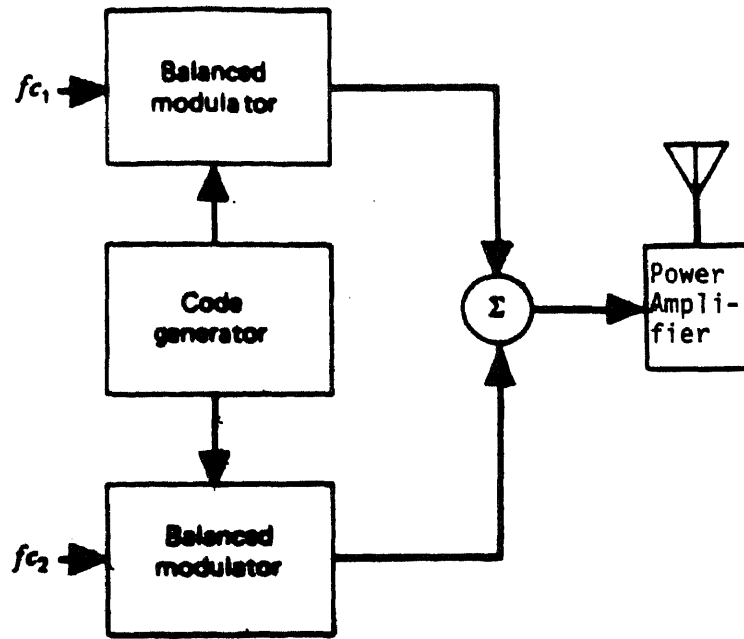 Balanced
modulator
fc₁
Code
generator
Σ
Power
Ampli-
fier
Balanced
modulator
fc₂